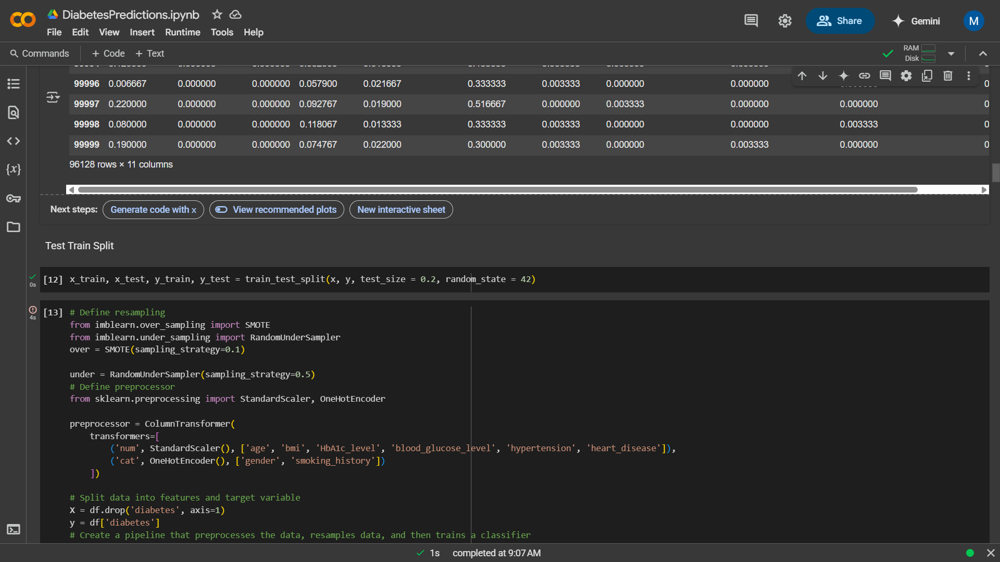 DiabetesPredictions.ipynb
File Edit View Insert Runtime Tools Help
Share
Gemini
M
Commands + Code + Text
RAM
Disk
99996 0.006667 0.000000 0.000000 0.057900 0.021667 0.333333 0.003333 0.000000 0.000000 0
99997 0.220000 0.000000 0.000000 0.092767 0.019000 0.516667 0.000000 0.003333 0.000000 0.000000 0
99998 0.080000 0.000000 0.000000 0.118067 0.013333 0.333333 0.003333 0.000000 0.000000 0.003333 0
99999 0.190000 0.000000 0.000000 0.074767 0.022000 0.300000 0.003333 0.000000 0.003333 0.000000 0
96128 rows × 11 columns
Next steps: Generate code with x View recommended plots New interactive sheet
Test Train Split
0s
[12] x_train, x_test, y_train, y_test = train_test_split(x, y, test_size = 0.2, random_state = 42)
4s
[13] # Define resampling
from imblearn.over_sampling import SMOTE
from imblearn.under_sampling import RandomUnderSampler
over = SMOTE(sampling_strategy=0.1)
under = RandomUnderSampler(sampling_strategy=0.5)
# Define preprocessor
from sklearn.preprocessing import StandardScaler, OneHotEncoder
preprocessor = ColumnTransformer(
transformers=[
('num', StandardScaler(), ['age', 'bmi', 'HbA1c_level', 'blood_glucose_level', 'hypertension', 'heart_disease']),
('cat', OneHotEncoder(), ['gender', 'smoking_history'])
])
# Split data into features and target variable
X = df.drop('diabetes', axis=1)
y = df['diabetes']
# Create a pipeline that preprocesses the data, resamples data, and then trains a classifier
1s completed at 9:07 AM